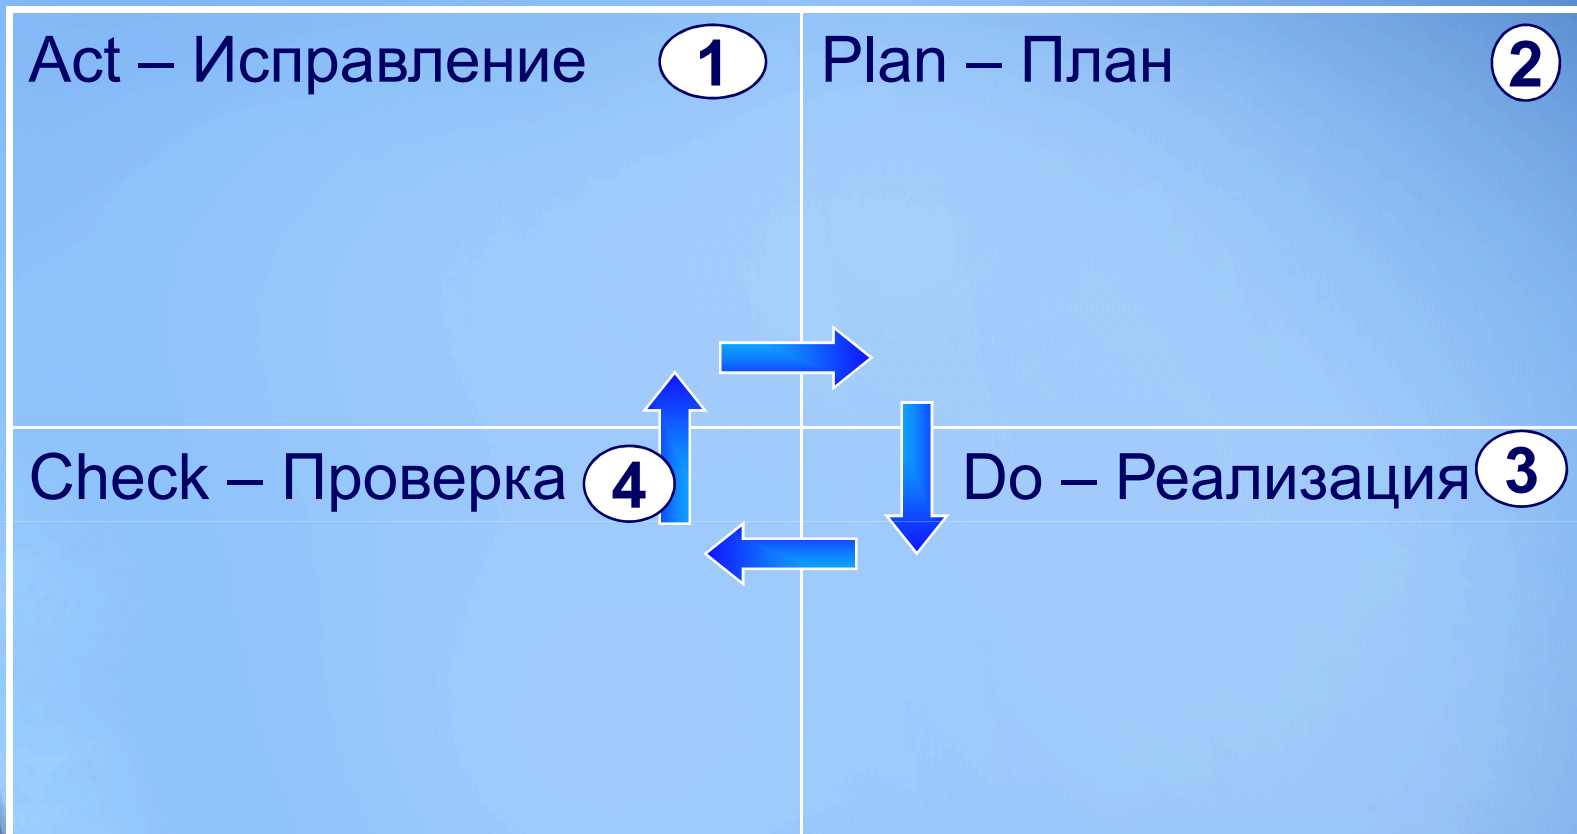 Act – Исправление 1
Plan – План 2
Check – Проверка 4
Do – Реализация 3